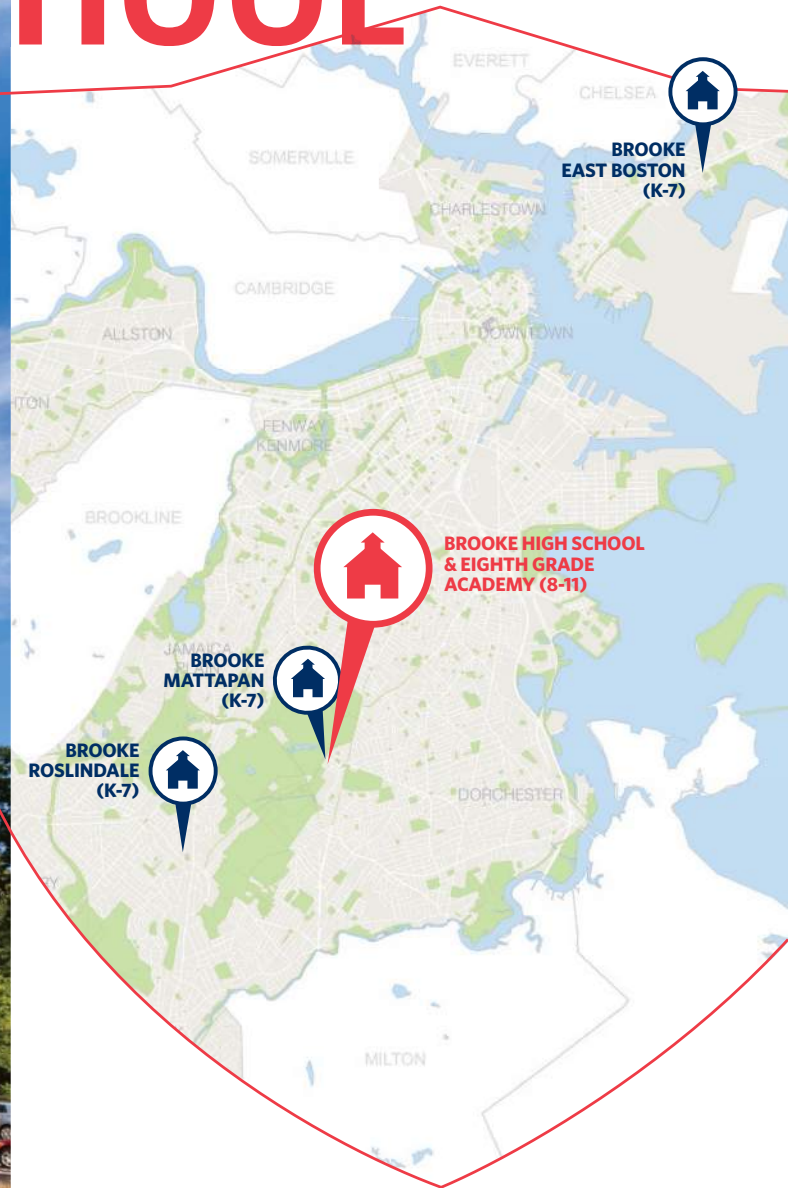 HOOL
EVERETT
CHELSEA
BROOKE
EAST BOSTON
(K-7)
SOMERVILLE
CHARLESTOWN
CAMBRIDGE
ALLSTON
DOWNTOWN
HTON
FENWAY
KENMORE
BROOKLINE
BROOKE HIGH SCHOOL
& EIGHTH GRADE
ACADEMY (8-11)
JAMAICA
BROOKE
MATTAPAN
(K-7)
BROOKE
ROSLINDALE
(K-7)
DORCHESTER
RY
MILTON